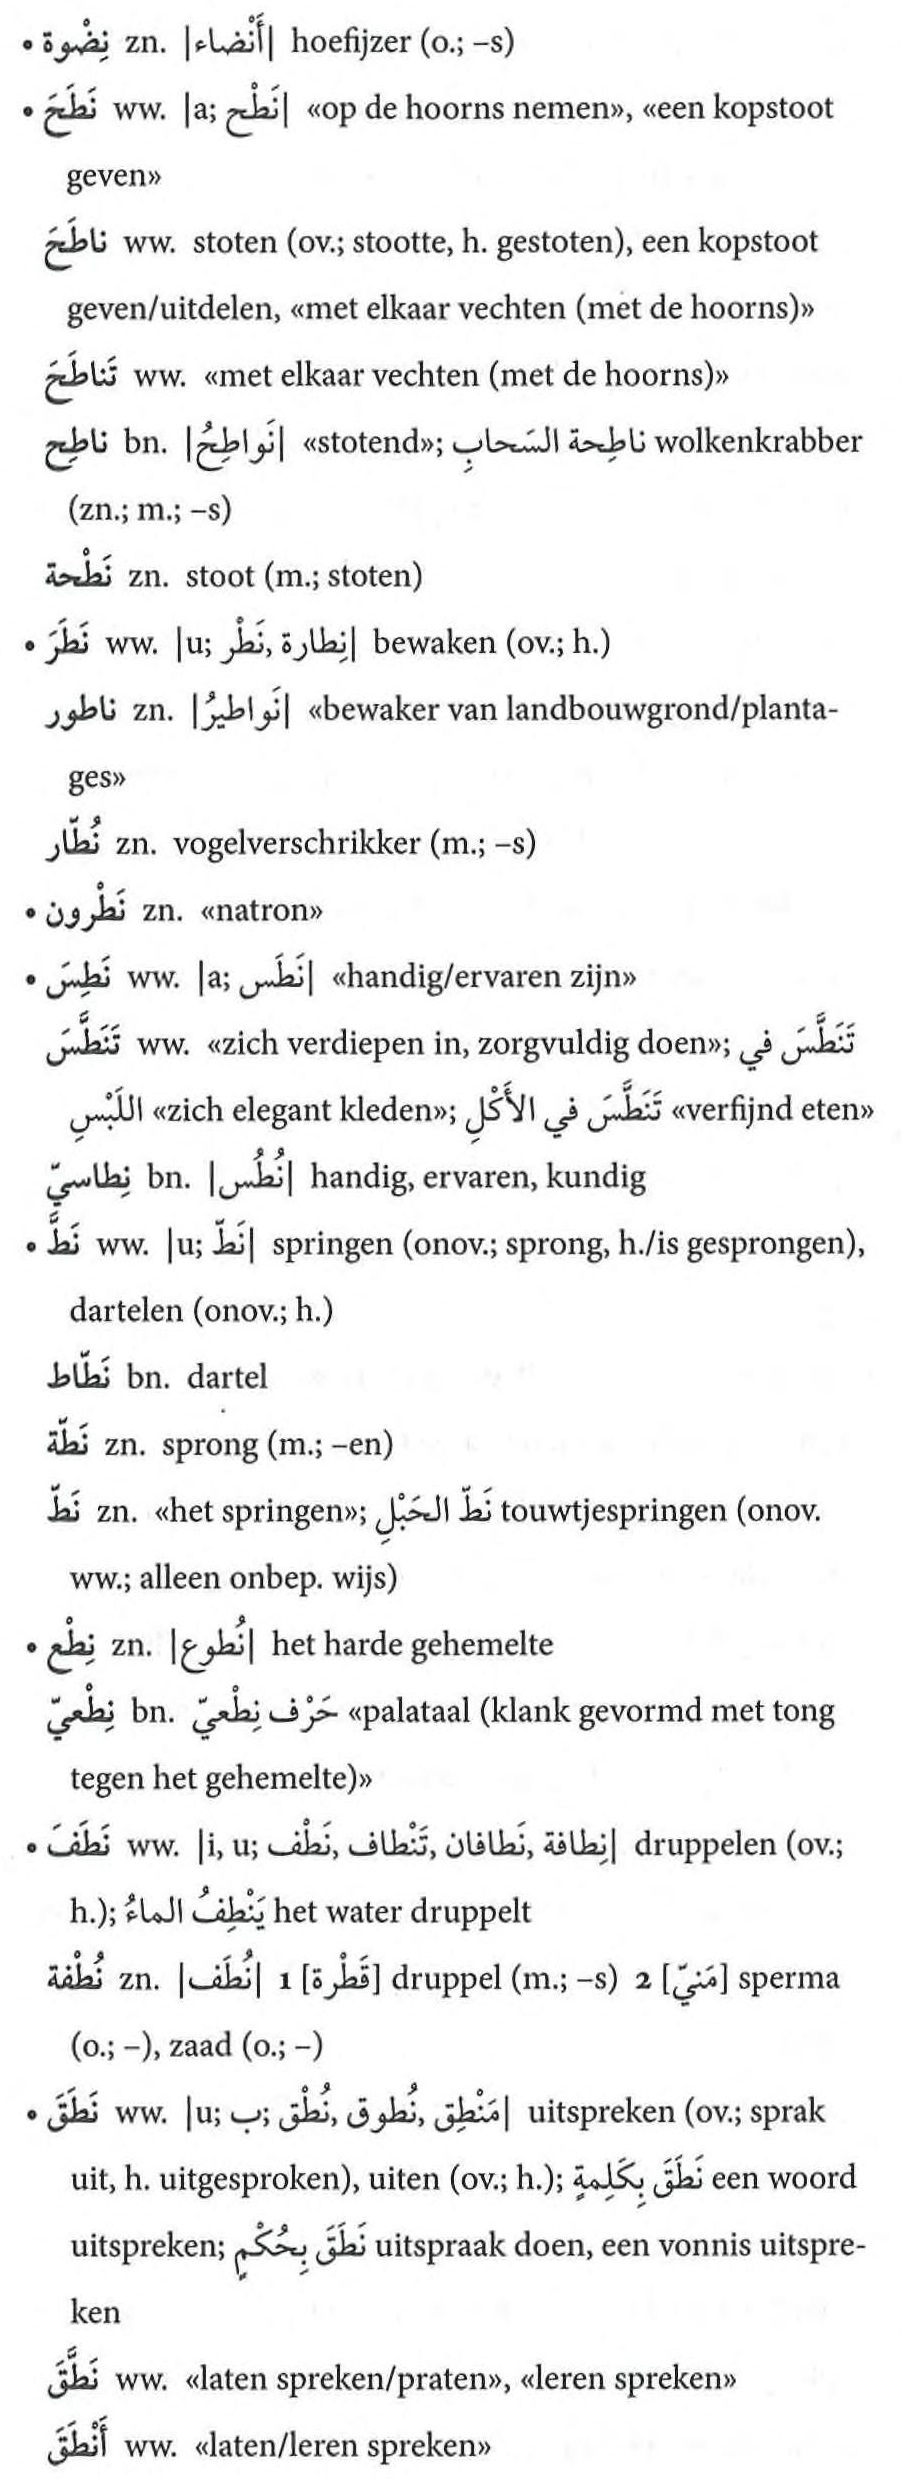 • نِضْوة zn. |أَنْضاء| hoefijzer (o.; –s)
• نَطَحَ ww. |a; نَطْح| «op de hoorns nemen», «een kopstoot
geven»
ناطَحَ ww. stoten (ov.; stootte, h. gestoten), een kopstoot
geven/uitdelen, «met elkaar vechten (met de hoorns)»
تَناطَحَ ww. «met elkaar vechten (met de hoorns)»
ناطِح bn. |نَواطِحُ| «stotend»; ناطِحة السَحابِ wolkenkrabber
(zn.; m.; –s)
نَطْحة zn. stoot (m.; stoten)
• نَطَرَ ww. |u; نَطْر, نِطارة| bewaken (ov.; h.)
ناطور zn. |نَواطيرُ| «bewaker van landbouwgrond/planta-
ges»
نُطّار zn. vogelverschrikker (m.; –s)
• نَطْرون zn. «natron»
• نَطِسَ ww. |a; نَطَس| «handig/ervaren zijn»
تَنَطَّسَ ww. «zich verdiepen in, zorgvuldig doen»; تَنَطَّسَ في
اللَبْسِ «zich elegant kleden»; تَنَطَّسَ في الأَكْلِ «verfijnd eten»
نِطاسيّ bn. |نُطُس| handig, ervaren, kundig
• نَطَّ ww. |u; نَطّ| springen (onov.; sprong, h./is gesprongen),
dartelen (onov.; h.)
نَطّاط bn. dartel
نَطّة zn. sprong (m.; –en)
نَطّ zn. «het springen»; نَطّ الحَبْلِ touwtjespringen (onov.
ww.; alleen onbep. wijs)
• نِطْع zn. |نُطوع| het harde gehemelte
نِطْعيّ bn. حَرْف نِطْعيّ «palataal (klank gevormd met tong
tegen het gehemelte)»
• نَطَفَ ww. |i, u; نَطْف, تَنْطاف, نَطافان, نِطافة| druppelen (ov.;
h.); يَنْطِفُ الماءُ het water druppelt
نُطْفة zn. |نُطَف| 1 [قَطْرة] druppel (m.; –s) 2 [مَنيّ] sperma
(o.; –), zaad (o.; –)
• نَطَقَ ww. |u; ب; نُطْق, نُطوق, مَنْطِق| uitspreken (ov.; sprak
uit, h. uitgesproken), uiten (ov.; h.); نَطَقَ بِكَلِمةٍ een woord
uitspreken; نَطَقَ بِحُكْمٍ uitspraak doen, een vonnis uitspre-
ken
نَطَّقَ ww. «laten spreken/praten», «leren spreken»
أَنْطَقَ ww. «laten/leren spreken»